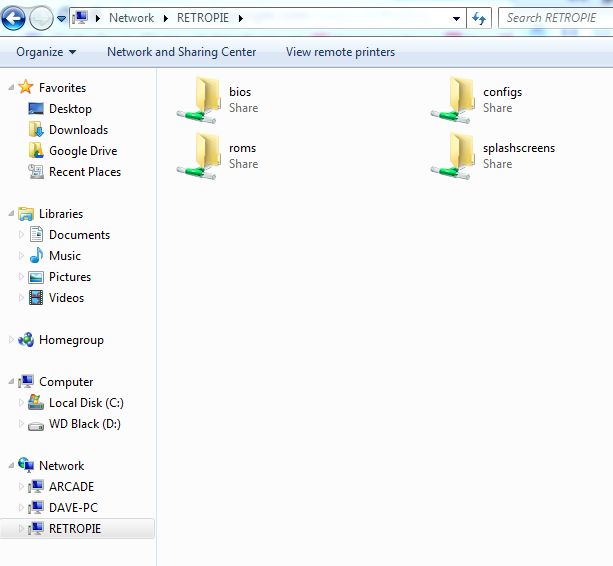 Network ▸ RETROPIE ▸
Search RETROPIE
Organize ▾ Network and Sharing Center View remote printers
Favorites
Desktop
Downloads
Google Drive
Recent Places
Libraries
Documents
Music
Pictures
Videos
Homegroup
Computer
Local Disk (C:)
WD Black (D:)
Network
ARCADE
DAVE-PC
RETROPIE
bios
Share
configs
Share
roms
Share
splashscreens
Share